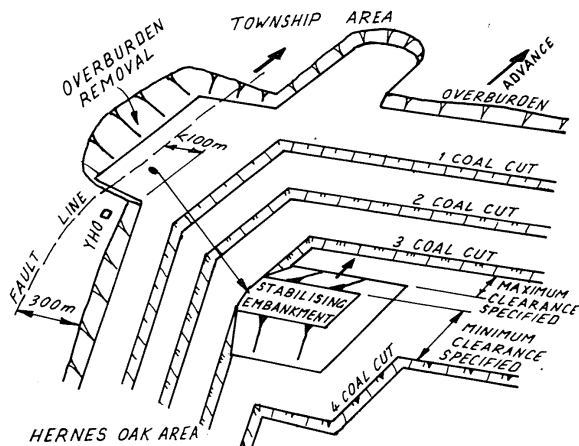 TOWNSHIP AREA
OVERBURDEN
REMOVAL
ADVANCE
OVERBURDEN
<100m
1 COAL CUT
2 COAL CUT
3 COAL CUT
FAULT LINE
YHO
300m
STABILISING
EMBANKMENT
MAXIMUM
CLEARANCE
SPECIFIED
MINIMUM
CLEARANCE
SPECIFIED
4 COAL CUT
HERNES OAK AREA